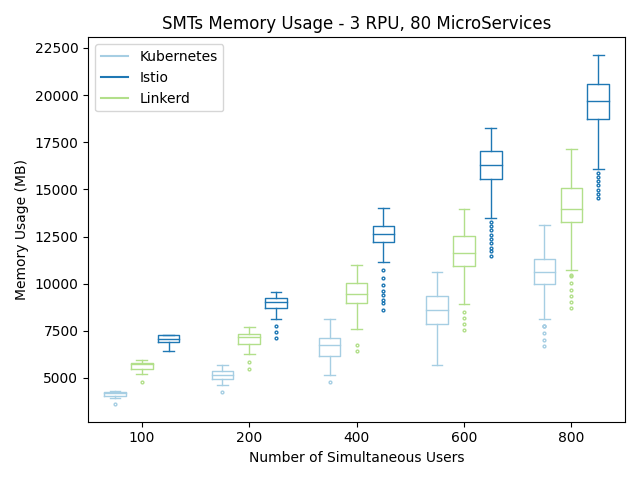 SMTs Memory Usage - 3 RPU, 80 MicroServices
Kubernetes
Istio
Linkerd
Memory Usage (MB)
22500
20000
17500
15000
12500
10000
7500
5000
100 200 400 600 800
Number of Simultaneous Users